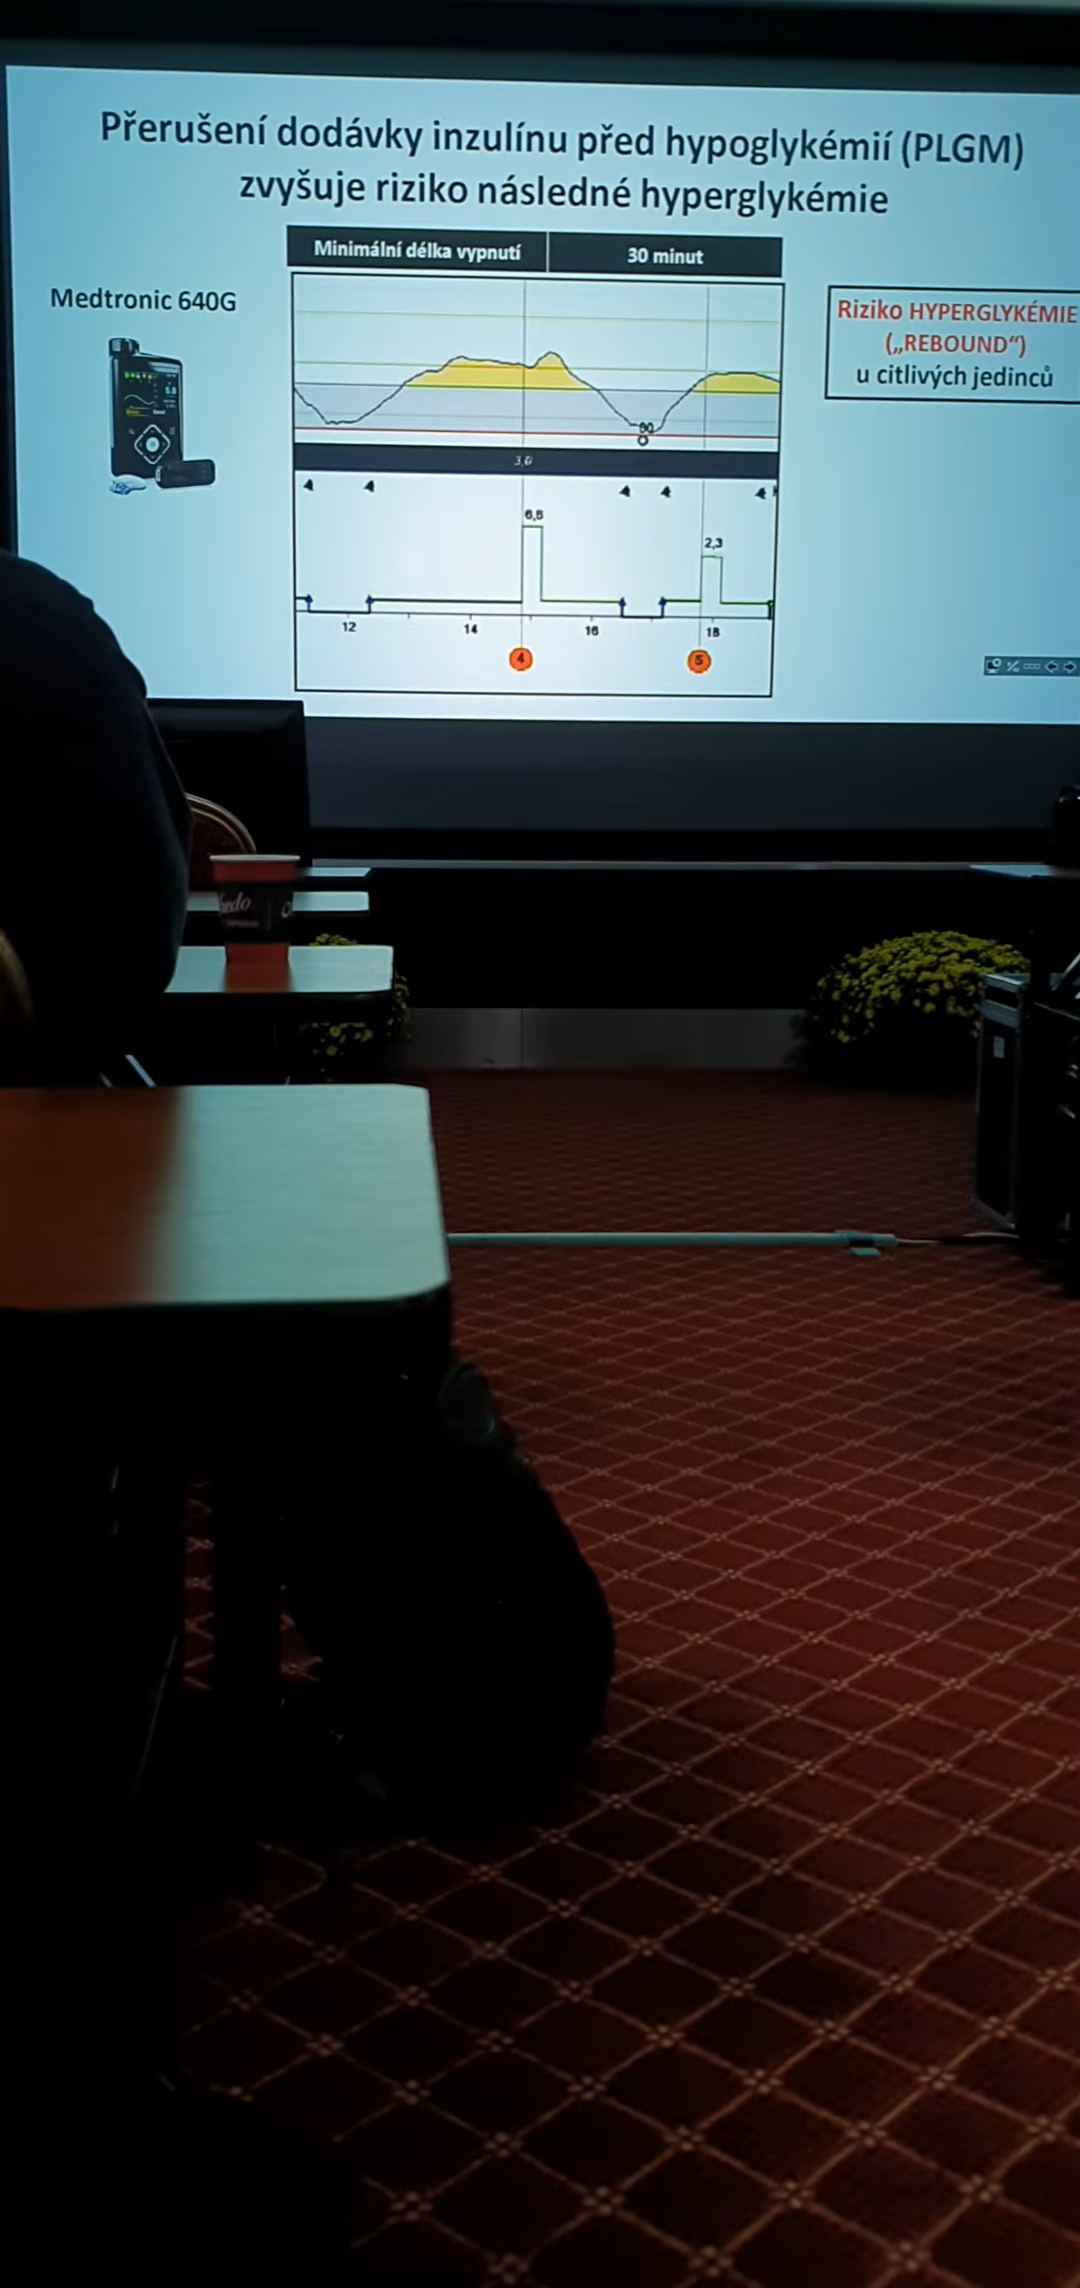 Přerušení dodávky inzulínu před hypoglykémií (PLGM)
zvyšuje riziko následné hyperglykémie
Minimální délka vypnutí 30 minut
Medtronic 640G
Riziko HYPERGLYKÉMIE
(„REBOUND“)
u citlivých jedinců
3,0
6,8
2,3
12 14 16 18
4 5
edo